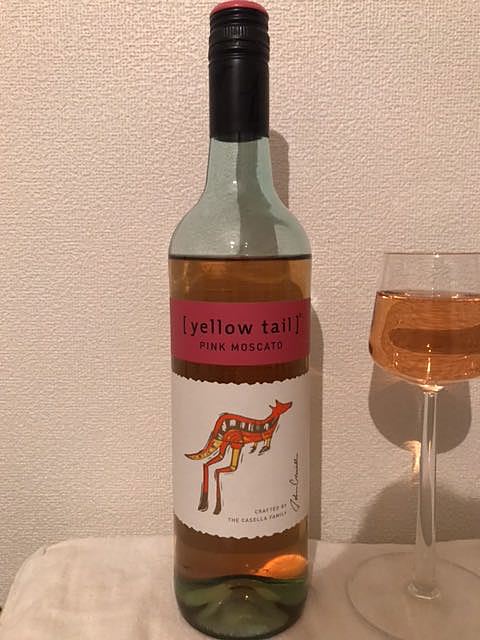 [yellow tail]®
PINK MOSCATO
CRAFTED BY
THE CASELLA FAMILY